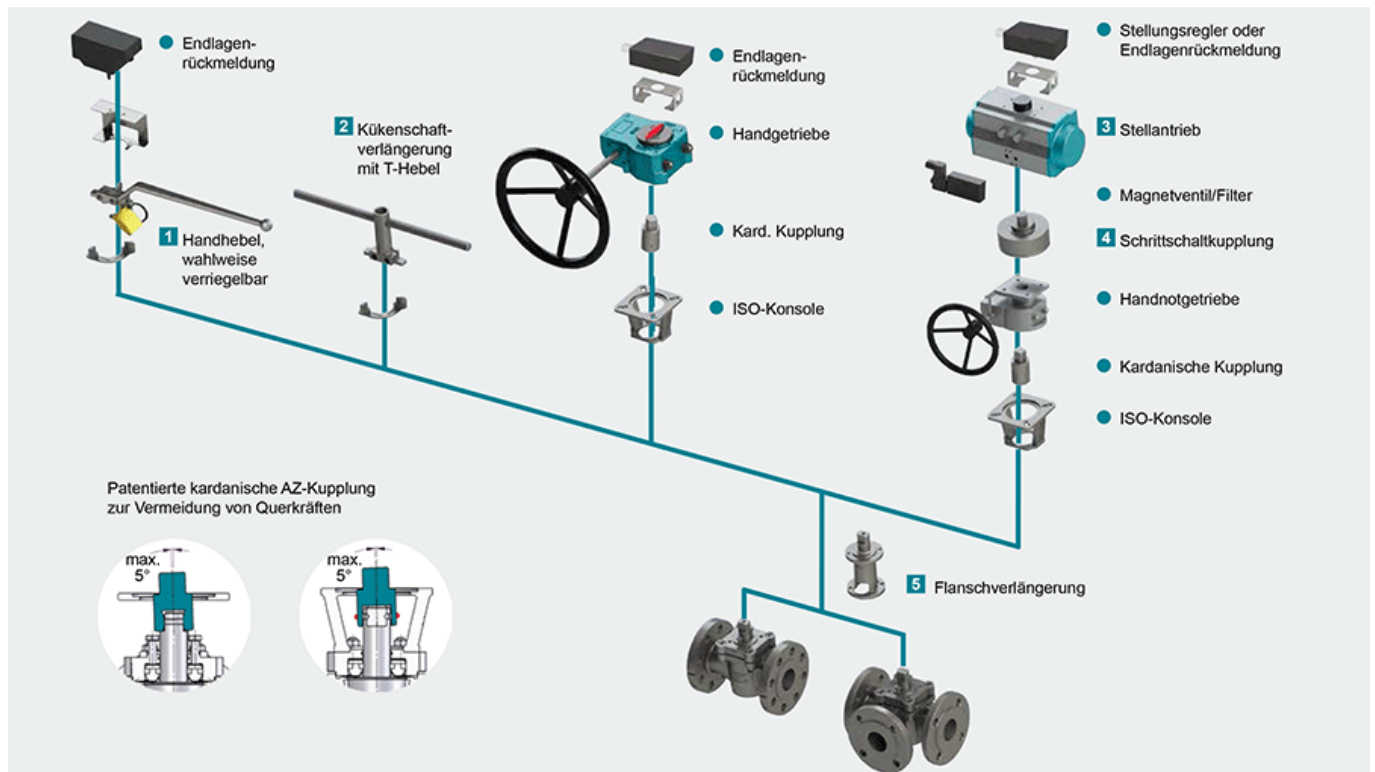 Endlagen-
rückmeldung
1 Handhebel,
wahlweise
verriegelbar
2 Kükenschaft-
verlängerung
mit T-Hebel
Endlagen-
rückmeldung
Handgetriebe
Kard. Kupplung
ISO-Konsole
Stellungsregler oder
Endlagenrückmeldung
3 Stellantrieb
Magnetventil/Filter
4 Schrittschaltkupplung
Handnotgetriebe
Kardanische Kupplung
ISO-Konsole
Patentierte kardanische AZ-Kupplung
zur Vermeidung von Querkräften
max.
5°
max.
5°
5 Flanschverlängerung